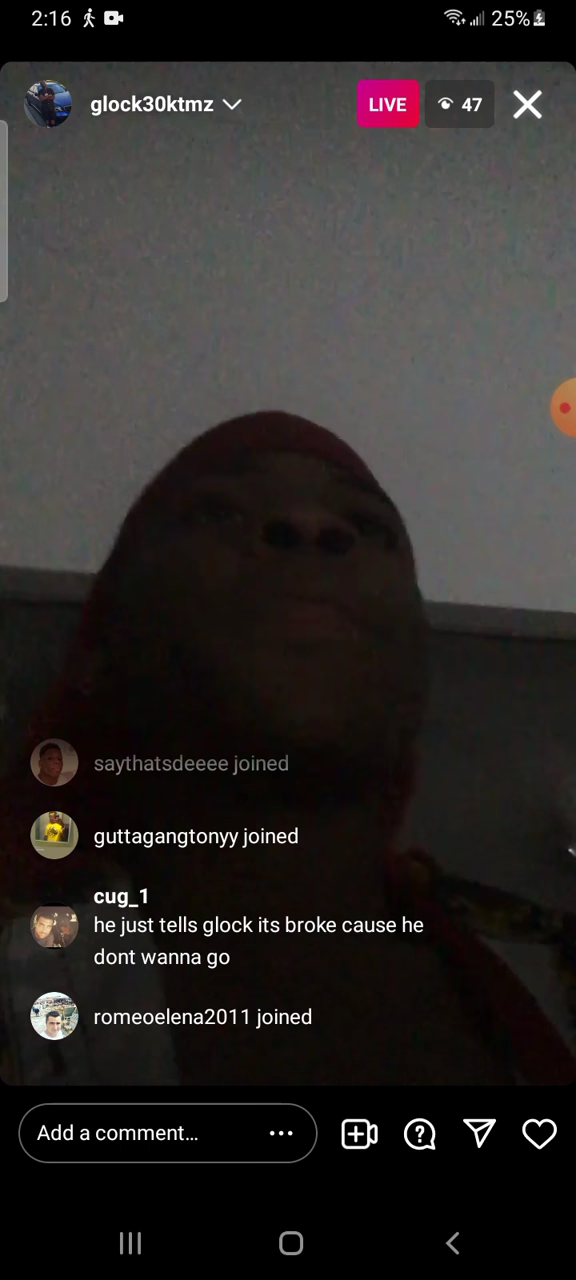 2:16
25%
glock30ktmz
LIVE
47
saythatsdeeee joined
guttagangtonyy joined
cug_1
he just tells glock its broke cause he
dont wanna go
romeoelena2011 joined
Add a comment...